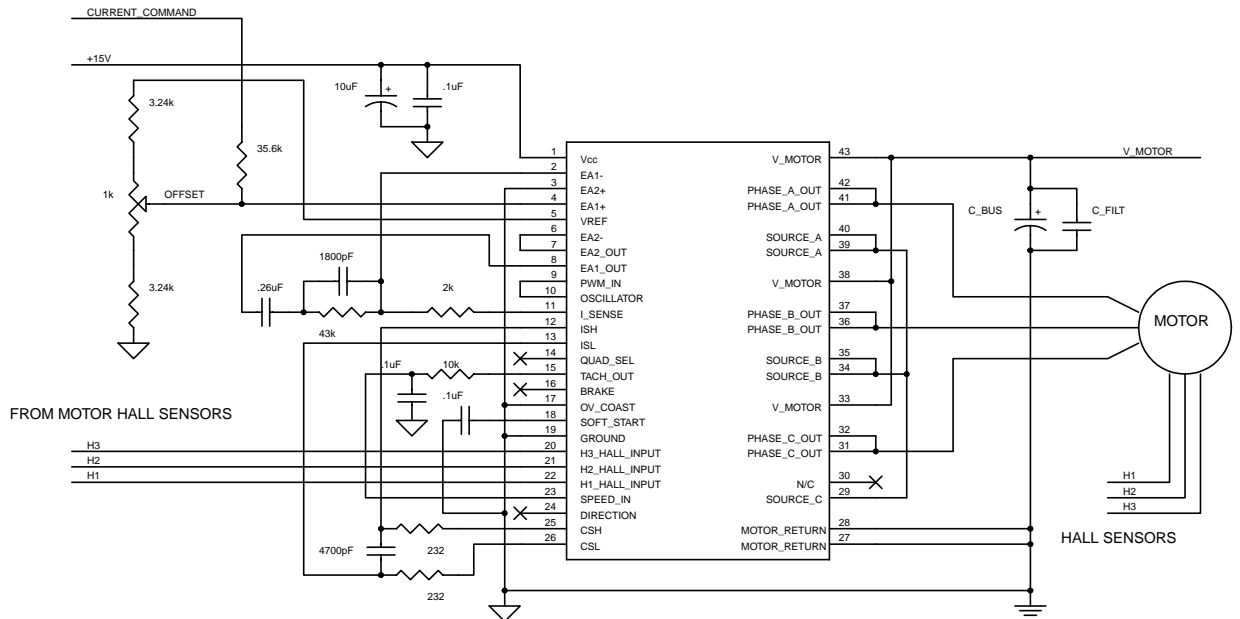 CURRENT_COMMAND
+15V
3.24k
10uF
+
.1uF
35.6k
1k
OFFSET
3.24k
1800pF
.26uF
2k
43k
.1uF
10k
.1uF
FROM MOTOR HALL SENSORS
H3
H2
H1
4700pF
232
232
1 Vcc
2 EA1-
3 EA2+
4 EA1+
5 VREF
6 EA2-
7 EA2_OUT
8 EA1_OUT
9 PWM_IN
10 OSCILLATOR
11 I_SENSE
12 ISH
13 ISL
14 QUAD_SEL
15 TACH_OUT
16 BRAKE
17 OV_COAST
18 SOFT_START
19 GROUND
20 H3_HALL_INPUT
21 H2_HALL_INPUT
22 H1_HALL_INPUT
23 SPEED_IN
24 DIRECTION
25 CSH
26 CSL
V_MOTOR 43
PHASE_A_OUT 42
PHASE_A_OUT 41
SOURCE_A 40
SOURCE_A 39
V_MOTOR 38
PHASE_B_OUT 37
PHASE_B_OUT 36
SOURCE_B 35
SOURCE_B 34
V_MOTOR 33
PHASE_C_OUT 32
PHASE_C_OUT 31
N/C 30
SOURCE_C 29
MOTOR_RETURN 28
MOTOR_RETURN 27
V_MOTOR
C_BUS
+
C_FILT
MOTOR
H1
H2
H3
HALL SENSORS